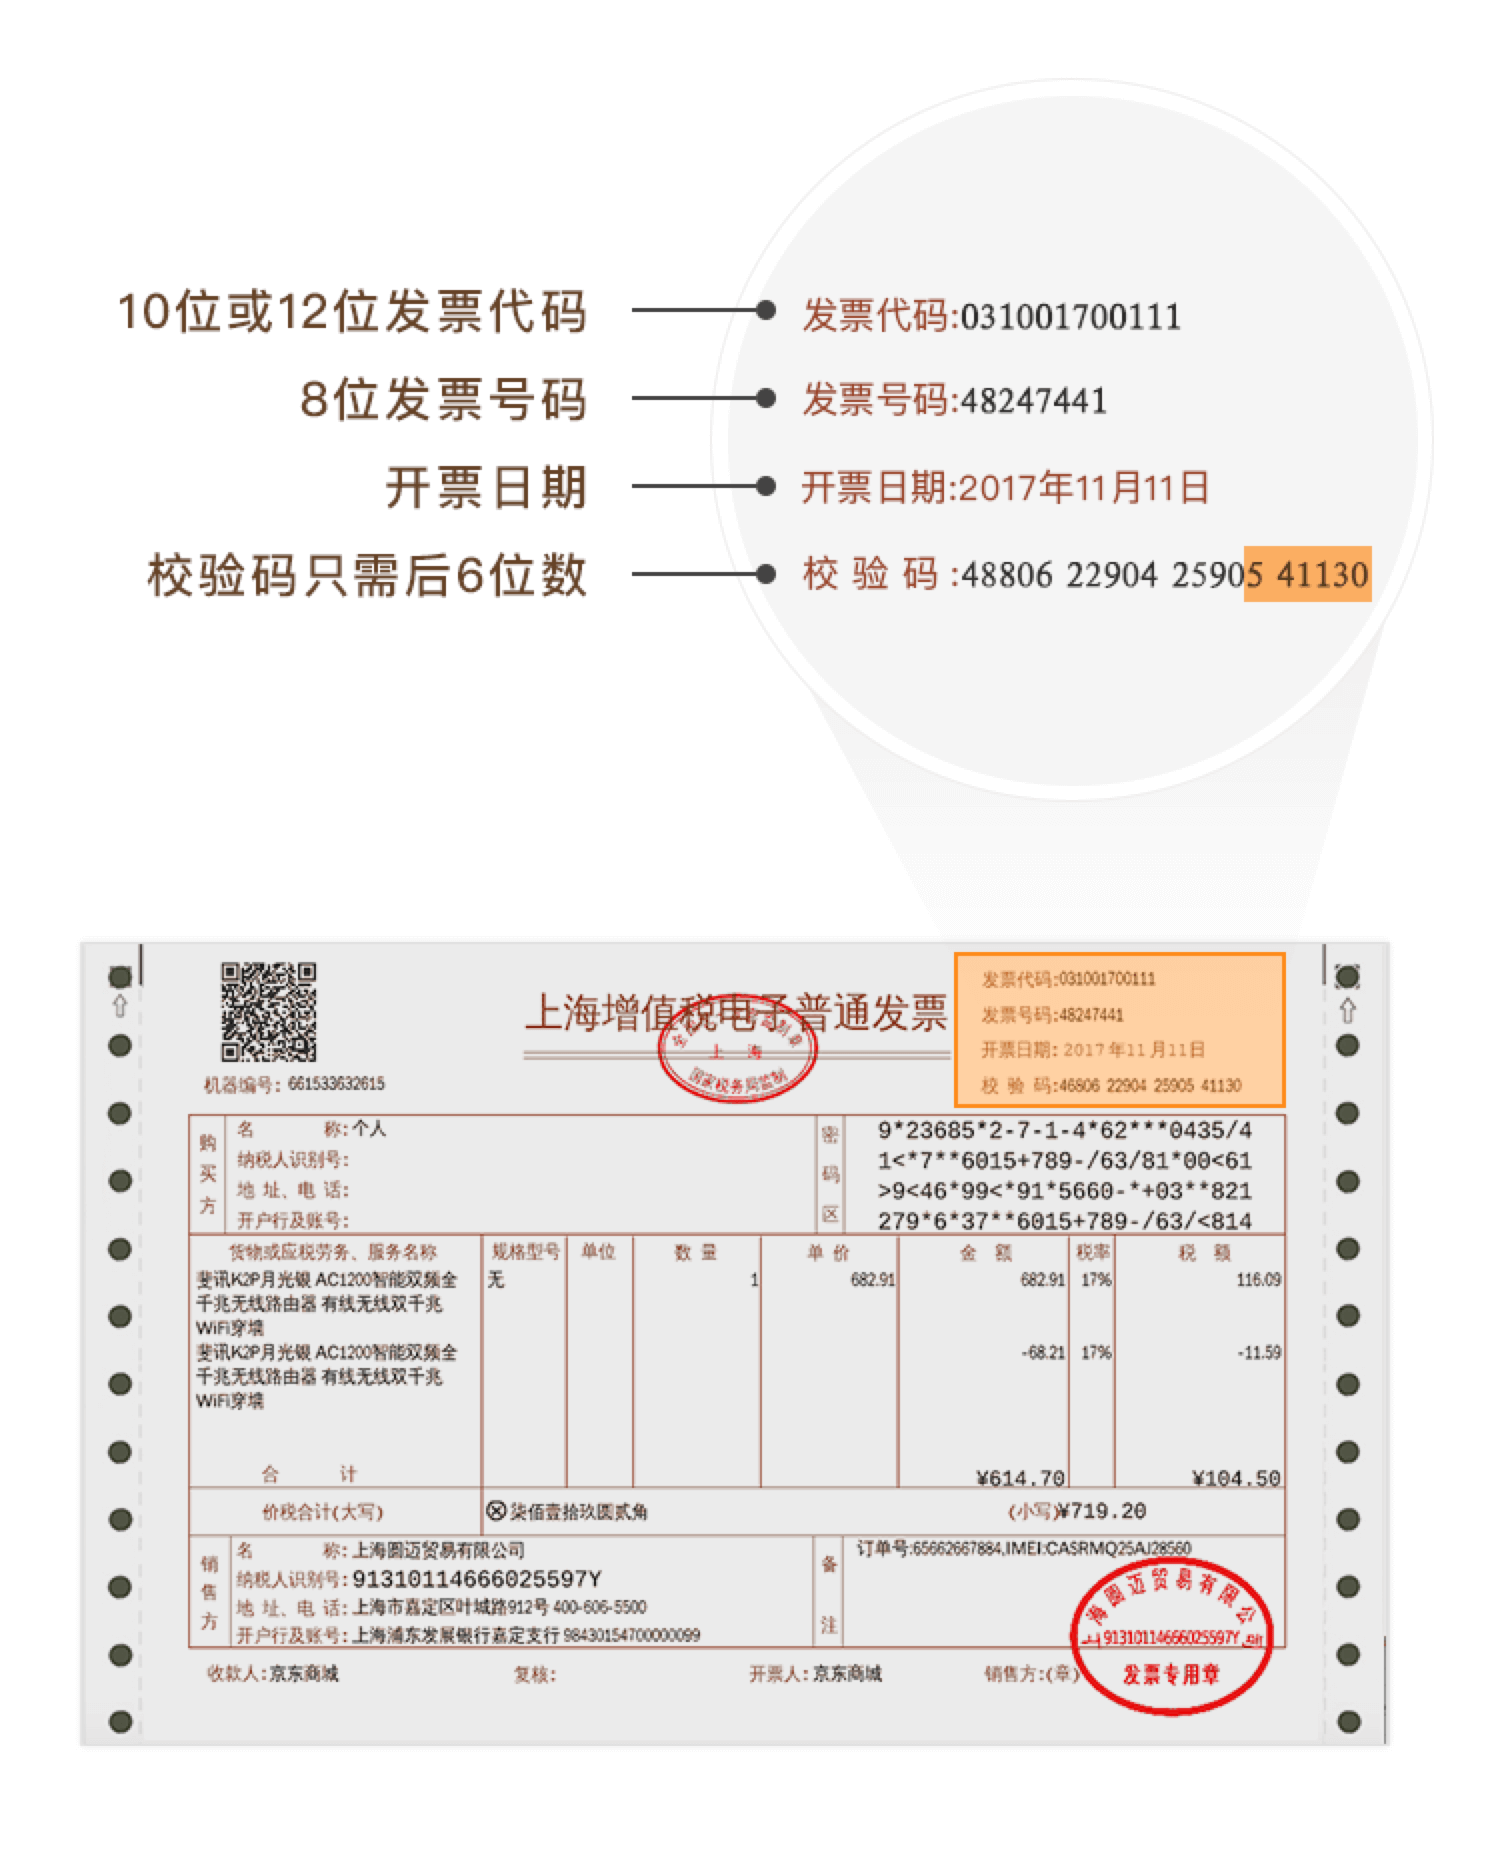 10位或12位发票代码
发票代码:031001700111
8位发票号码
发票号码:48247441
开票日期
开票日期:2017年11月11日
校验码只需后6位数
校 验 码:48806 22904 25905 41130
上海增值税电子普通发票
上 海
国家税务局监制
发票代码:031001700111
发票号码:48247441
开票日期: 2017年11月11日
校 验 码:46806 22904 25905 41130
机器编号: 661533632615
购买方
名 称: 个人
纳税人识别号:
地 址、电 话:
开户行及账号:
密码区
9*23685*2-7-1-4*62***0435/4
1<*7**6015+789-/63/81*00<61
>9<46*99<*91*5660-*+03**821
279*6*37**6015+789-/63/<814
货物或应税劳务、服务名称 规格型号 单位 数 量 单 价 金 额 税率 税 额
斐讯K2P月光银 AC1200智能双频全 无 1 682.91 682.91 17% 116.09
千兆无线路由器 有线无线双千兆
WiFi穿墙
斐讯K2P月光银 AC1200智能双频全 -68.21 17% -11.59
千兆无线路由器 有线无线双千兆
WiFi穿墙
合 计 ¥614.70 ¥104.50
价税合计(大写) ⊗柒佰壹拾玖圆贰角 (小写)¥719.20
销售方
名 称: 上海圆迈贸易有限公司
纳税人识别号: 91310114666025597Y
地 址、电 话: 上海市嘉定区叶城路912号 400-606-5500
开户行及账号: 上海浦东发展银行嘉定支行 98430154700000099
备注
订单号:65662667884,IMEI:CASRMQ25AJ28560
上海圆迈贸易有限公司
91310114666025597Y
发票专用章
收款人: 京东商城 复核: 开票人: 京东商城 销售方:(章)